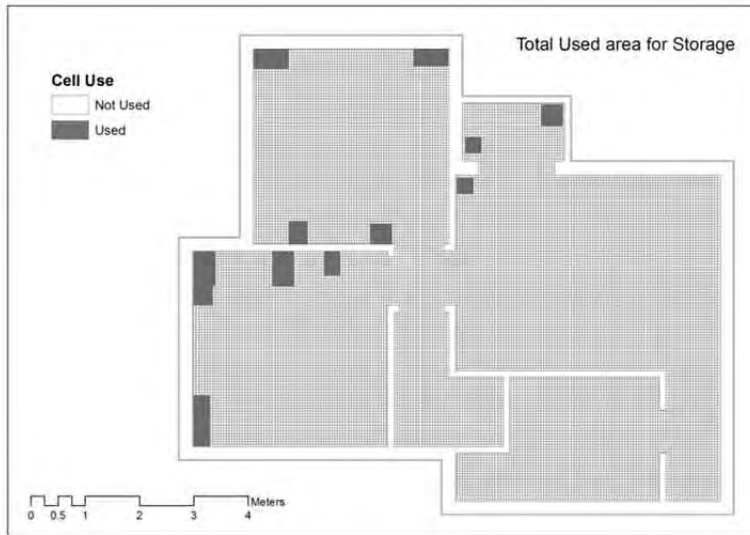 Total Used area for Storage
Cell Use
Not Used
Used
Meters
0 0.5 1 2 3 4